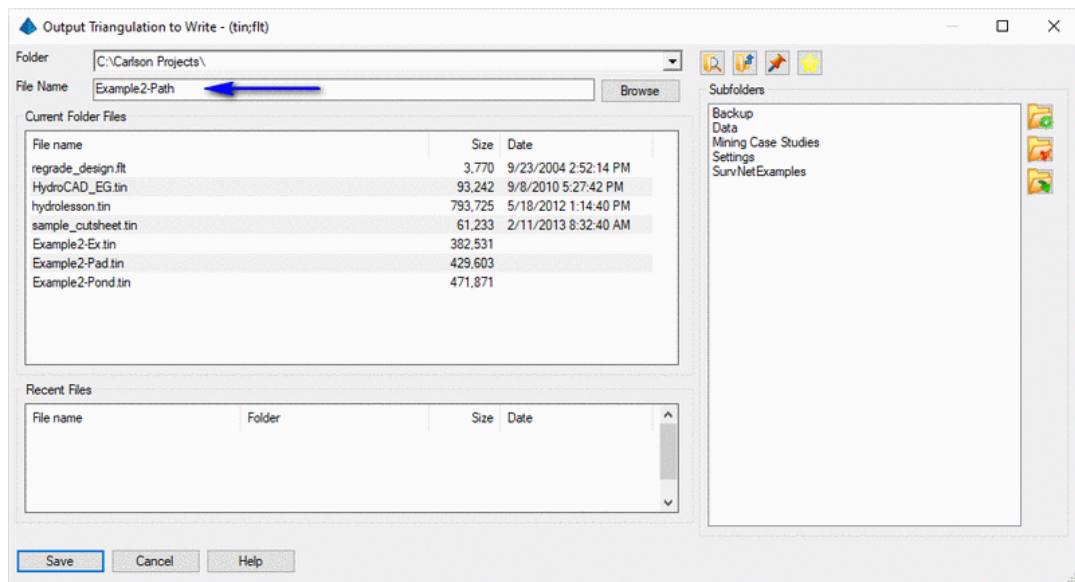 Output Triangulation to Write - (tin;flt)
Folder
C:\Carlson Projects\
File Name
Example2-Path
Browse
Current Folder Files
File name Size Date
regrade_design.flt 3,770 9/23/2004 2:52:14 PM
HydroCAD_EG.tin 93,242 9/8/2010 5:27:42 PM
hydrolesson.tin 793,725 5/18/2012 1:14:40 PM
sample_cutsheet.tin 61,233 2/11/2013 8:32:40 AM
Example2-Ex.tin 382,531
Example2-Pad.tin 429,603
Example2-Pond.tin 471,871
Recent Files
File name Folder Size Date
Subfolders
Backup
Data
Mining Case Studies
Settings
SurvNetExamples
Save Cancel Help